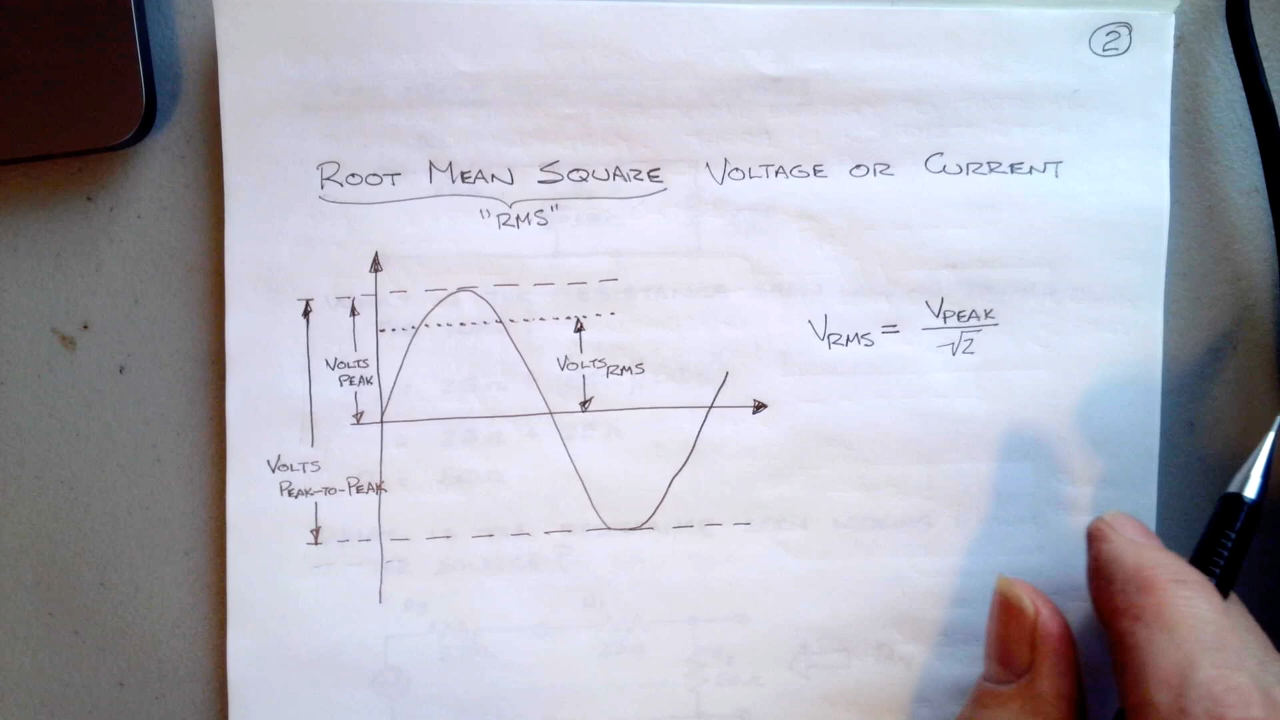 2
ROOT MEAN SQUARE VOLTAGE OR CURRENT
"RMS"
VOLTS
PEAK
VOLTS RMS
VOLTS
PEAK-TO-PEAK
VRMS = VPEAK
√2